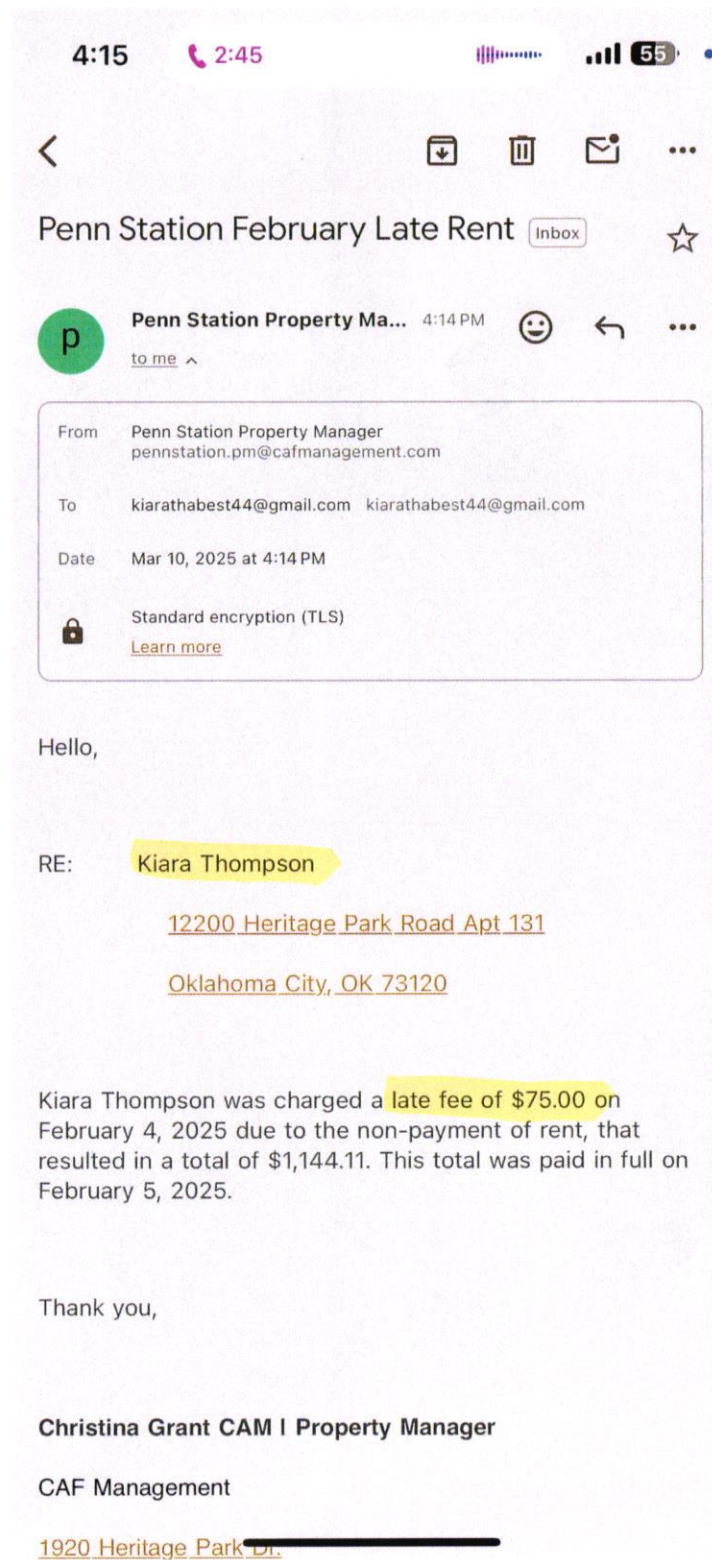 4:15 2:45 55
Penn Station February Late Rent Inbox
p
Penn Station Property Ma... 4:14 PM
to me
From Penn Station Property Manager
pennstation.pm@cafmanagement.com
To kiarathabest44@gmail.com kiarathabest44@gmail.com
Date Mar 10, 2025 at 4:14 PM
Standard encryption (TLS)
Learn more
Hello,
RE: Kiara Thompson
12200 Heritage Park Road Apt 131
Oklahoma City, OK 73120
Kiara Thompson was charged a late fee of $75.00 on
February 4, 2025 due to the non-payment of rent, that
resulted in a total of $1,144.11. This total was paid in full on
February 5, 2025.
Thank you,
Christina Grant CAM I Property Manager
CAF Management
1920 Heritage Park Dr.